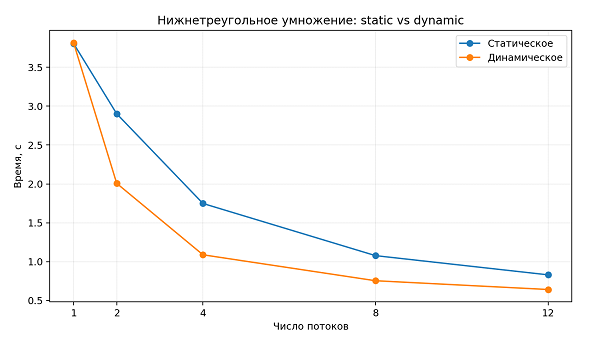 Нижнетреугольное умножение: static vs dynamic
Статическое
Динамическое
Время, с
3.5
3.0
2.5
2.0
1.5
1.0
0.5
1 2 4 8 12
Число потоков